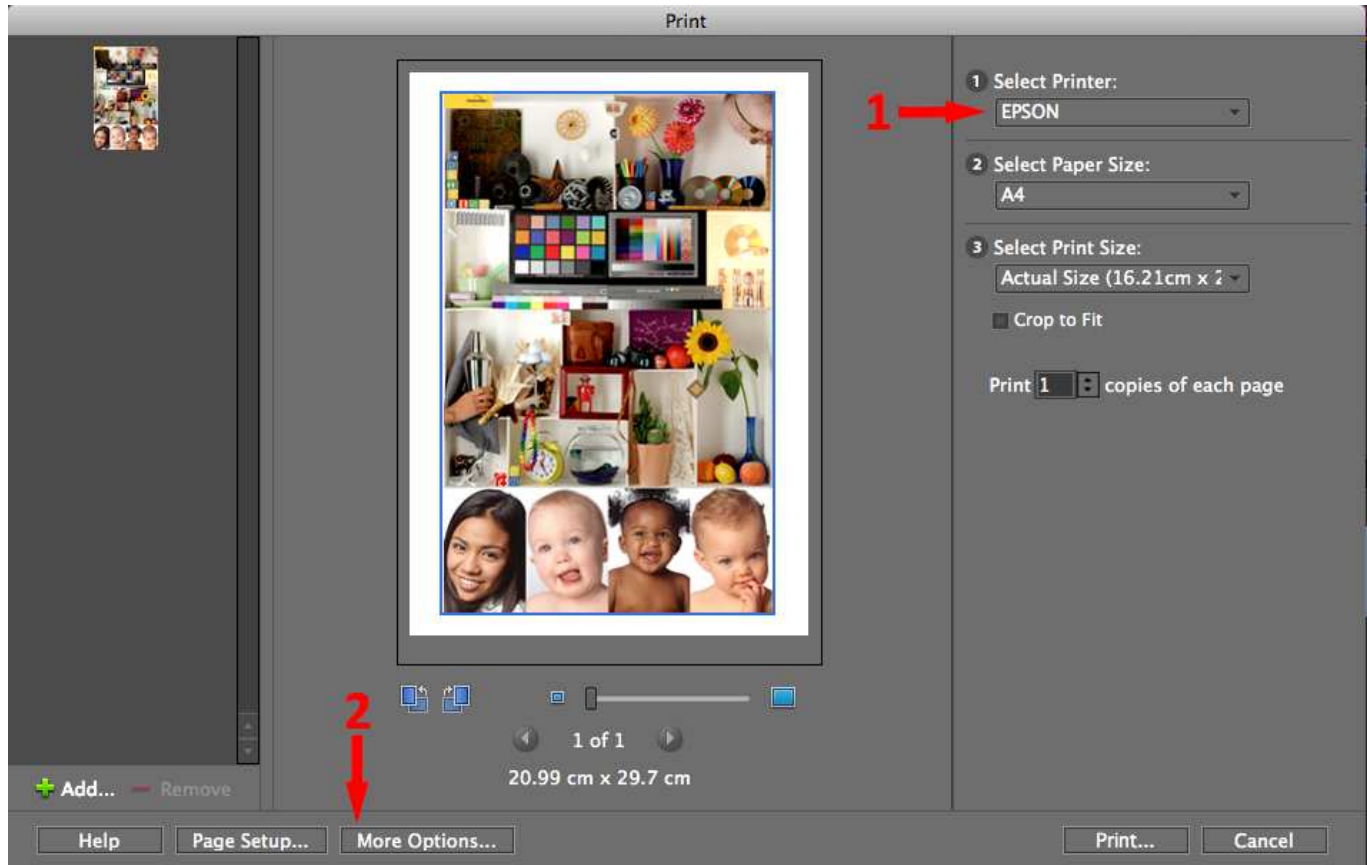 Print
1 Select Printer:
1
EPSON
2 Select Paper Size:
A4
3 Select Print Size:
Actual Size (16.21cm x 2
Crop to Fit
Print 1 copies of each page
2
1 of 1
20.99 cm x 29.7 cm
Add... Remove
Help
Page Setup...
More Options...
Print...
Cancel